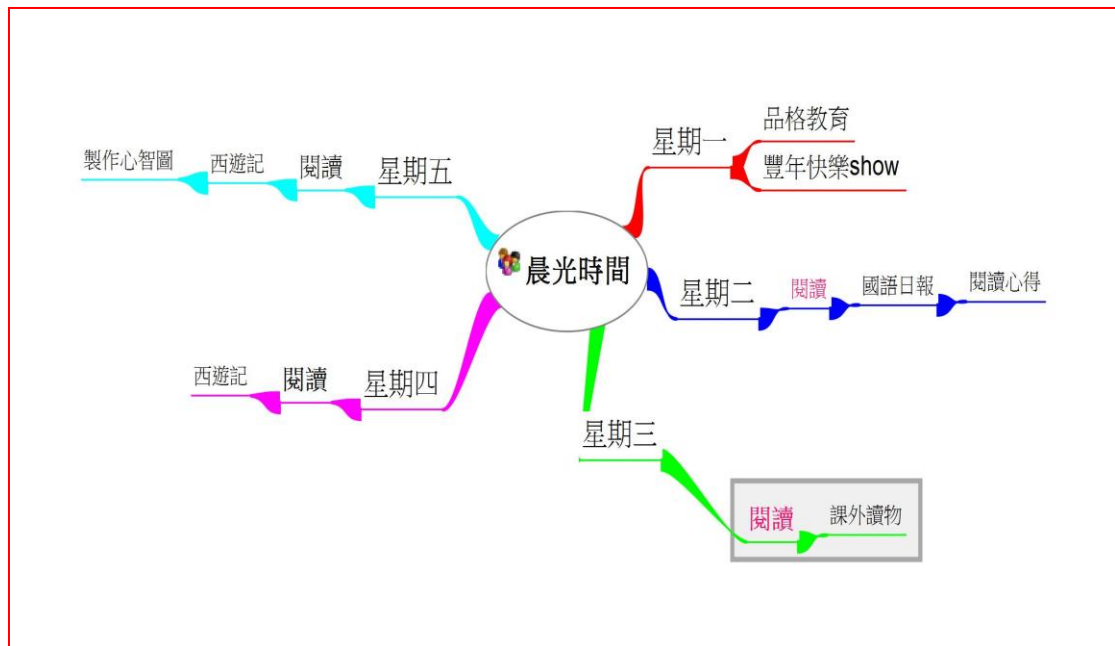 晨光時間
星期一
品格教育
豐年快樂show
星期二
閱讀
國語日報
閱讀心得
星期三
閱讀
課外讀物
星期四
閱讀
西遊記
星期五
閱讀
西遊記
製作心智圖